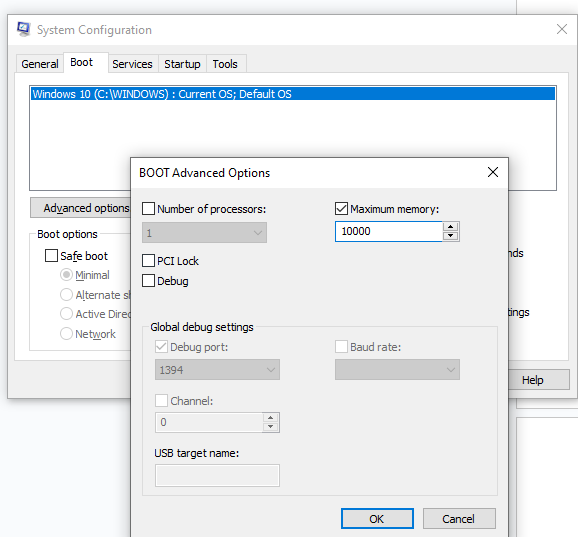 System Configuration
General Boot Services Startup Tools
Windows 10 (C:\WINDOWS) : Current OS; Default OS
BOOT Advanced Options
Advanced options
Number of processors:
Maximum memory:
1
10000
Boot options
Safe boot
PCI Lock
Minimal
Debug
Alternate sh
Active Direc
Network
nds
tings
Global debug settings
Debug port:
Baud rate:
1394
Channel:
0
USB target name:
Help
OK
Cancel